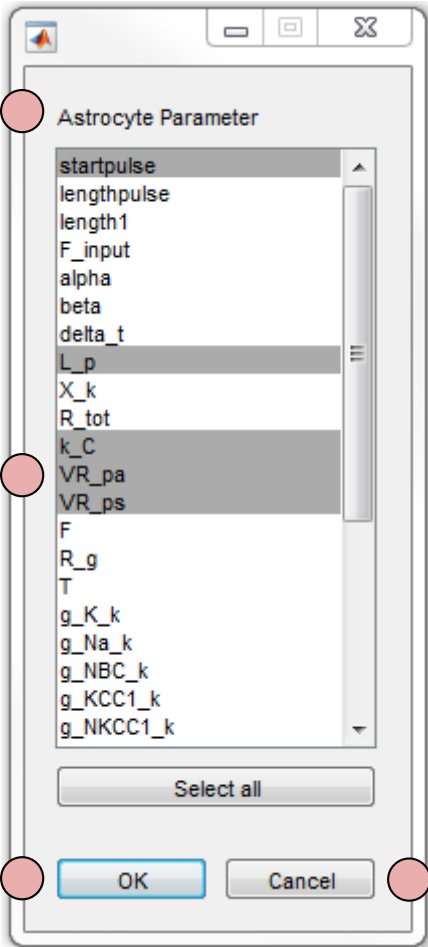 Astrocyte Parameter
startpulse
lengthpulse
length1
F_input
alpha
beta
delta_t
L_p
X_k
R_tot
k_C
VR_pa
VR_ps
F
R_g
T
g_K_k
g_Na_k
g_NBC_k
g_KCC1_k
g_NKCC1_k
Select all
OK Cancel